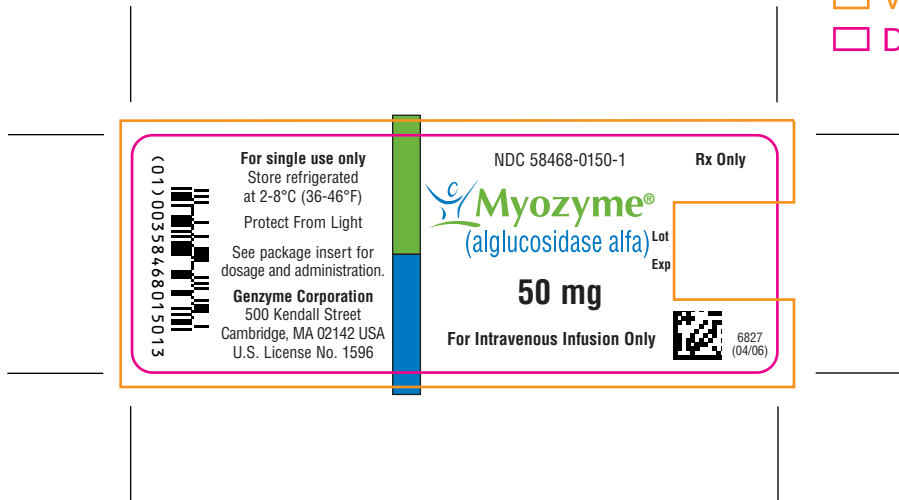 (01)00358468015013
For single use only
Store refrigerated
at 2-8°C (36-46°F)
Protect From Light
See package insert for
dosage and administration.
Genzyme Corporation
500 Kendall Street
Cambridge, MA 02142 USA
U.S. License No. 1596
NDC 58468-0150-1
Rx Only
Myozyme®
(alglucosidase alfa)
Lot
Exp
50 mg
For Intravenous Infusion Only
6827
(04/06)
D